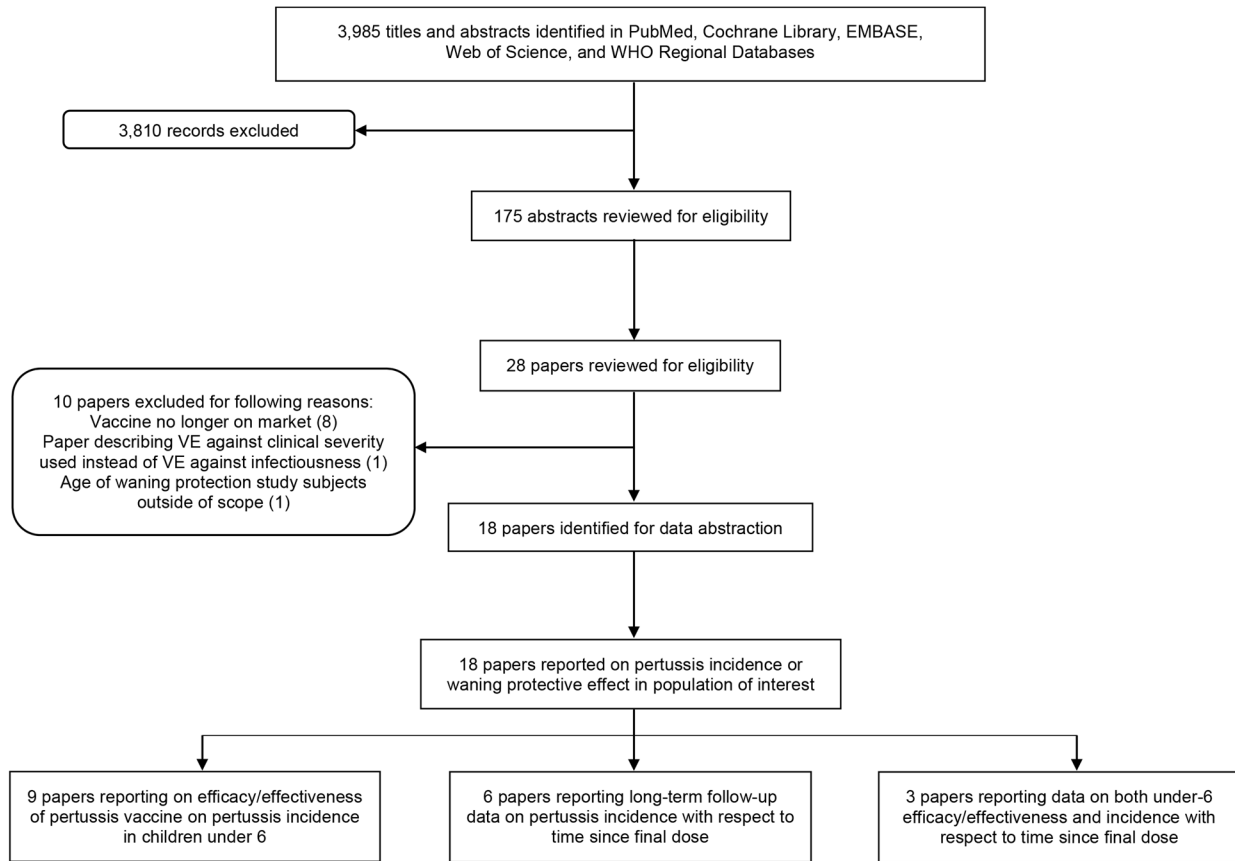 3,985 titles and abstracts identified in PubMed, Cochrane Library, EMBASE,
Web of Science, and WHO Regional Databases
3,810 records excluded
175 abstracts reviewed for eligibility
28 papers reviewed for eligibility
10 papers excluded for following reasons:
Vaccine no longer on market (8)
Paper describing VE against clinical severity
used instead of VE against infectiousness (1)
Age of waning protection study subjects
outside of scope (1)
18 papers identified for data abstraction
18 papers reported on pertussis incidence or
waning protective effect in population of interest
9 papers reporting on efficacy/effectiveness
of pertussis vaccine on pertussis incidence
in children under 6
6 papers reporting long-term follow-up
data on pertussis incidence with respect to
time since final dose
3 papers reporting data on both under-6
efficacy/effectiveness and incidence with
respect to time since final dose